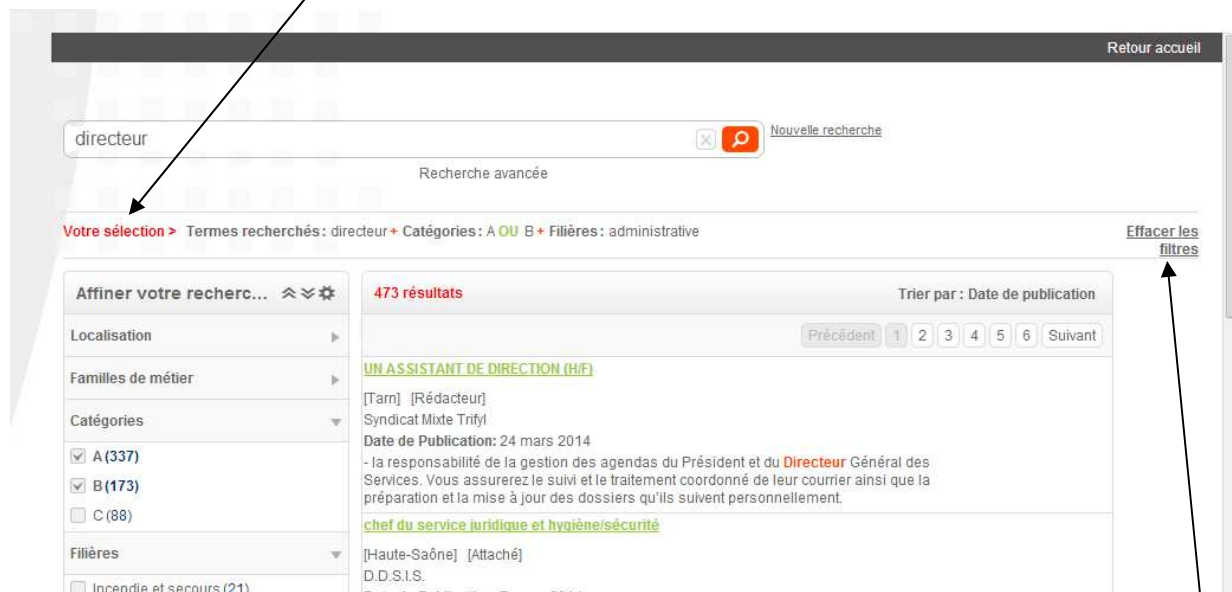 Retour accueil
directeur
Nouvelle recherche
Recherche avancée
Votre sélection > Termes recherchés : directeur + Catégories : A OU B + Filières : administrative
Effacer les
filtres
Affiner votre recherc...
473 résultats
Trier par : Date de publication
Localisation
Précédent 1 2 3 4 5 6 Suivant
Familles de métier
UN ASSISTANT DE DIRECTION (H/F)
[Tarn] [Rédacteur]
Catégories
Syndicat Mixte Trifyl
Date de Publication: 24 mars 2014
A (337)
- la responsabilité de la gestion des agendas du Président et du Directeur Général des
B (173)
Services. Vous assurerez le suivi et le traitement coordonné de leur courrier ainsi que la
préparation et la mise à jour des dossiers qu'ils suivent personnellement.
C (88)
chef du service juridique et hygiène/sécurité
Filières
[Haute-Saône] [Attaché]
D.D.S.I.S.
Incendie et secours (21)